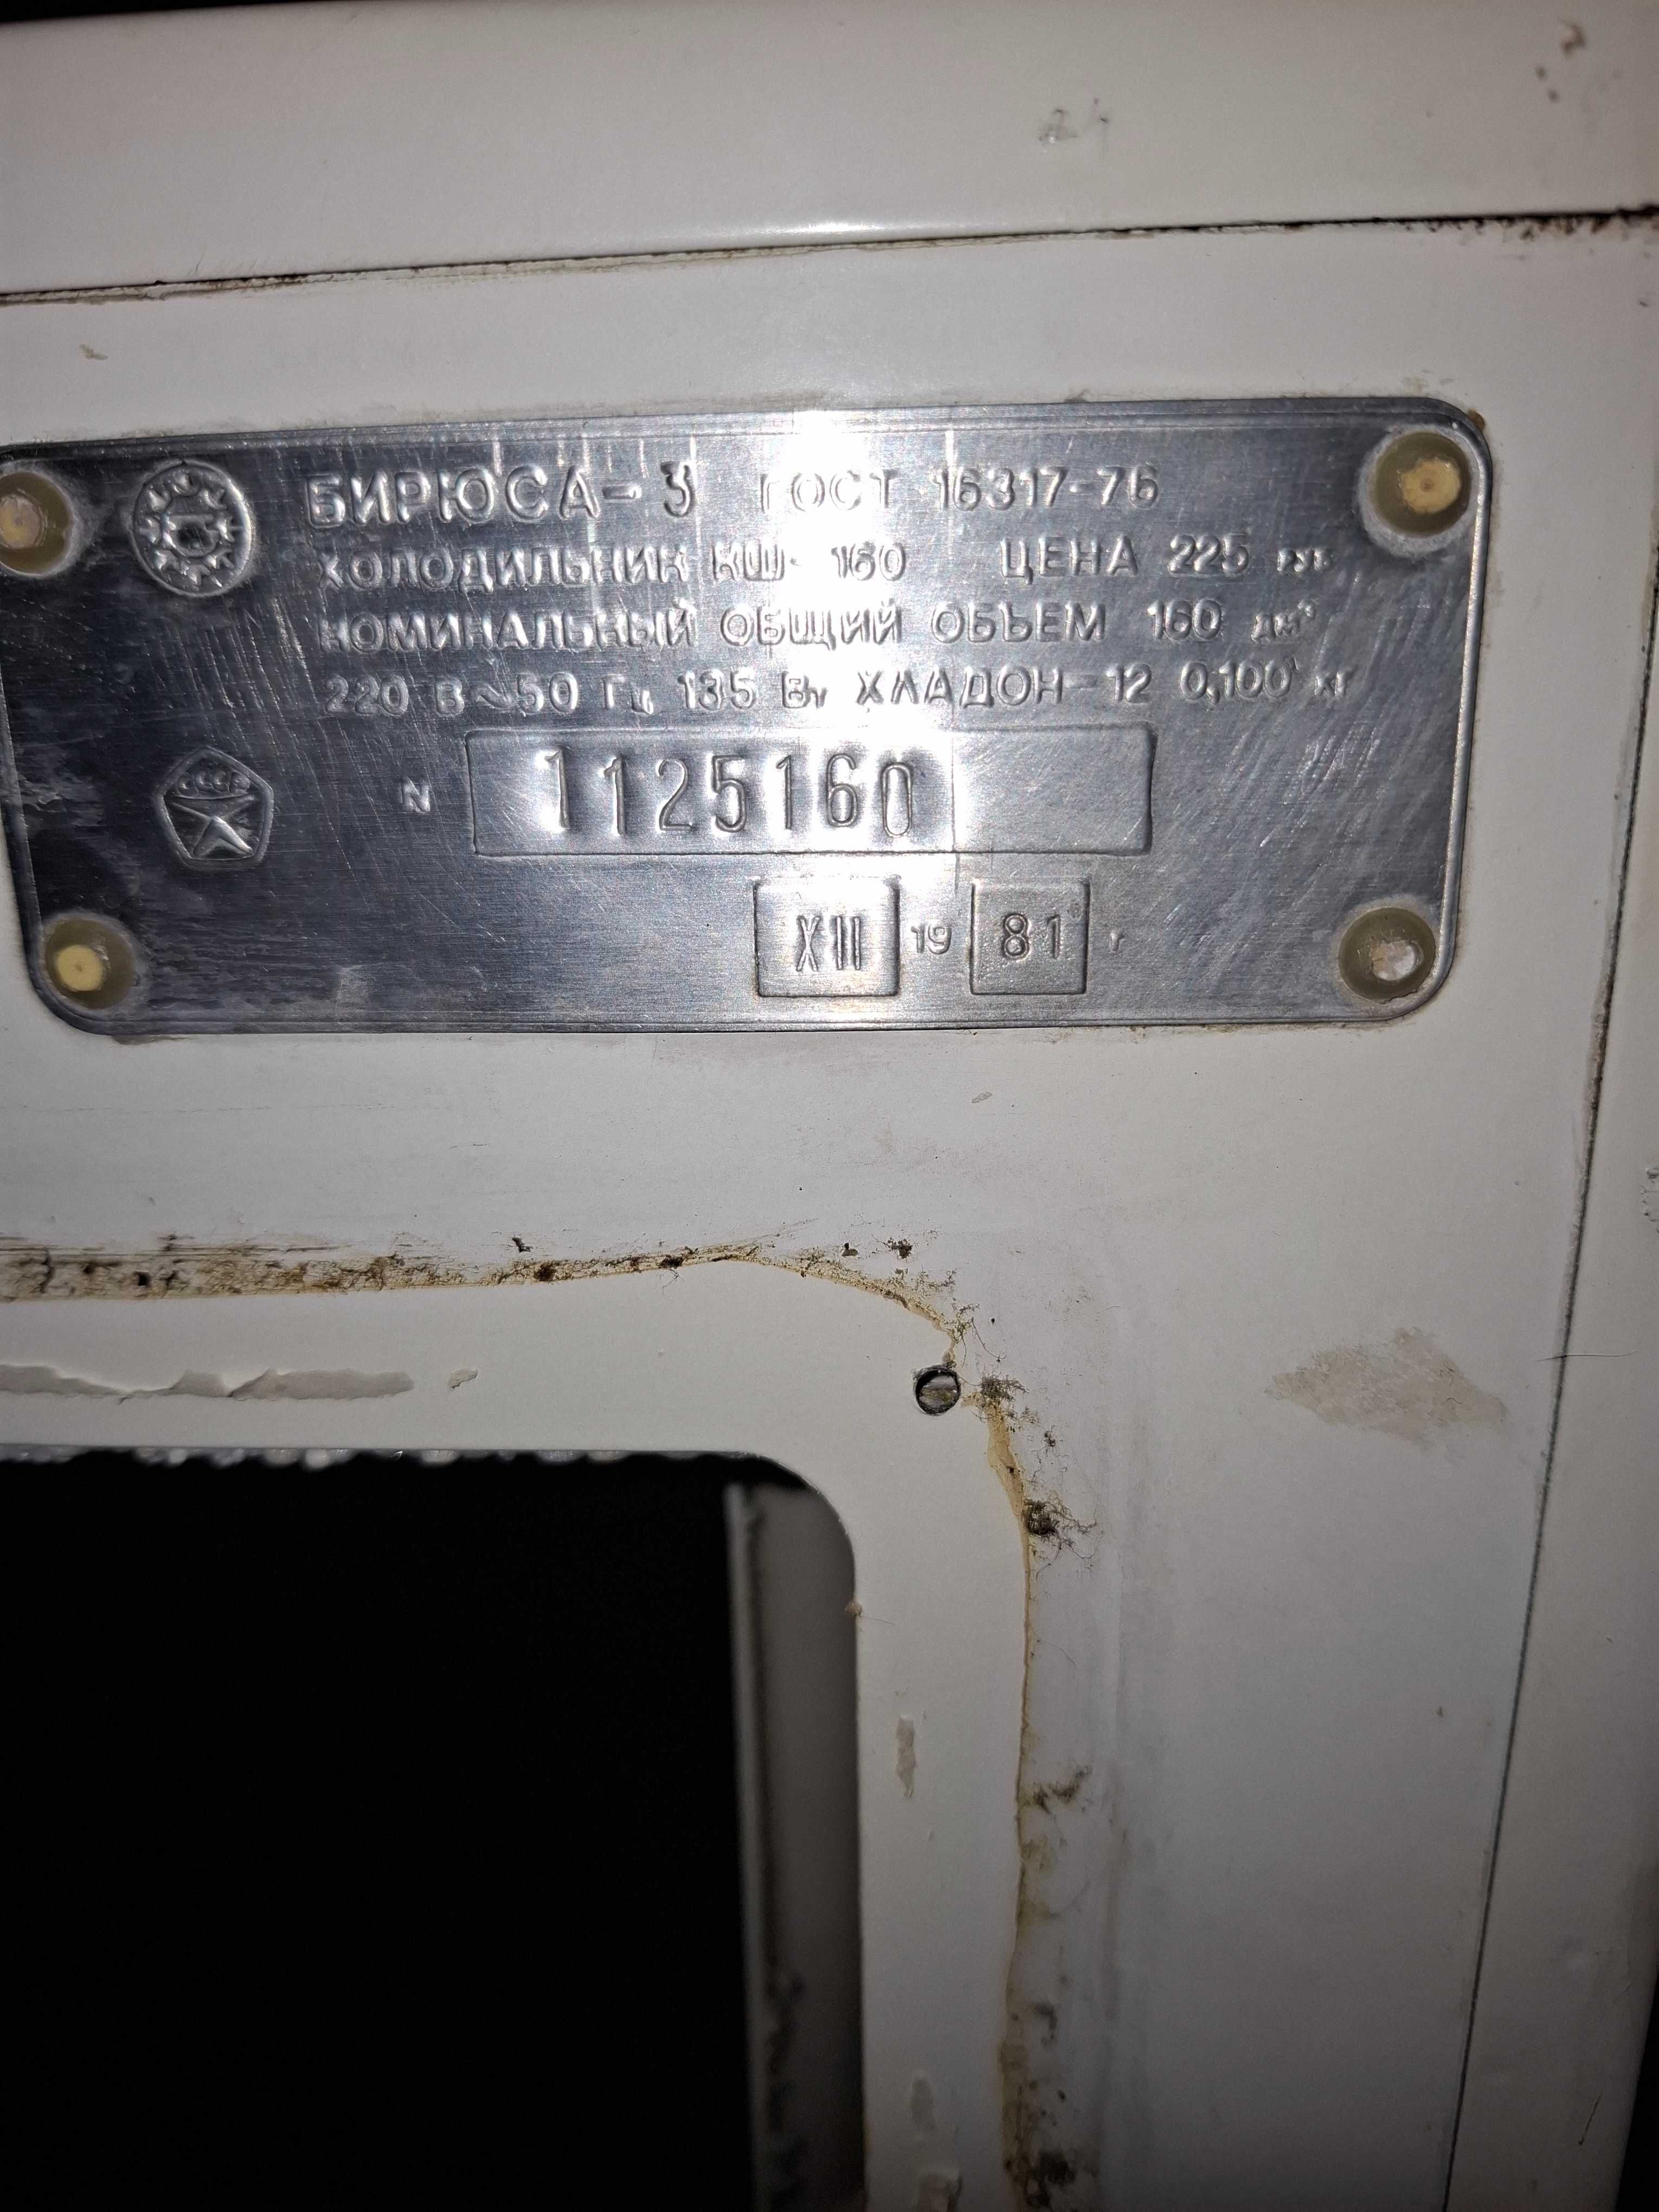 БИРЮСА-3 ГОСТ 16317-76
ХОЛОДИЛЬНИК КШ-160 ЦЕНА 225 руб
НОМИНАЛЬНЫЙ ОБЩИЙ ОБЪЕМ 160 дм³
220 В ~ 50 Гц 135 Вт ХЛАДОН-12 0,100 кг
СССР
N 1125160
XII 19 81 г